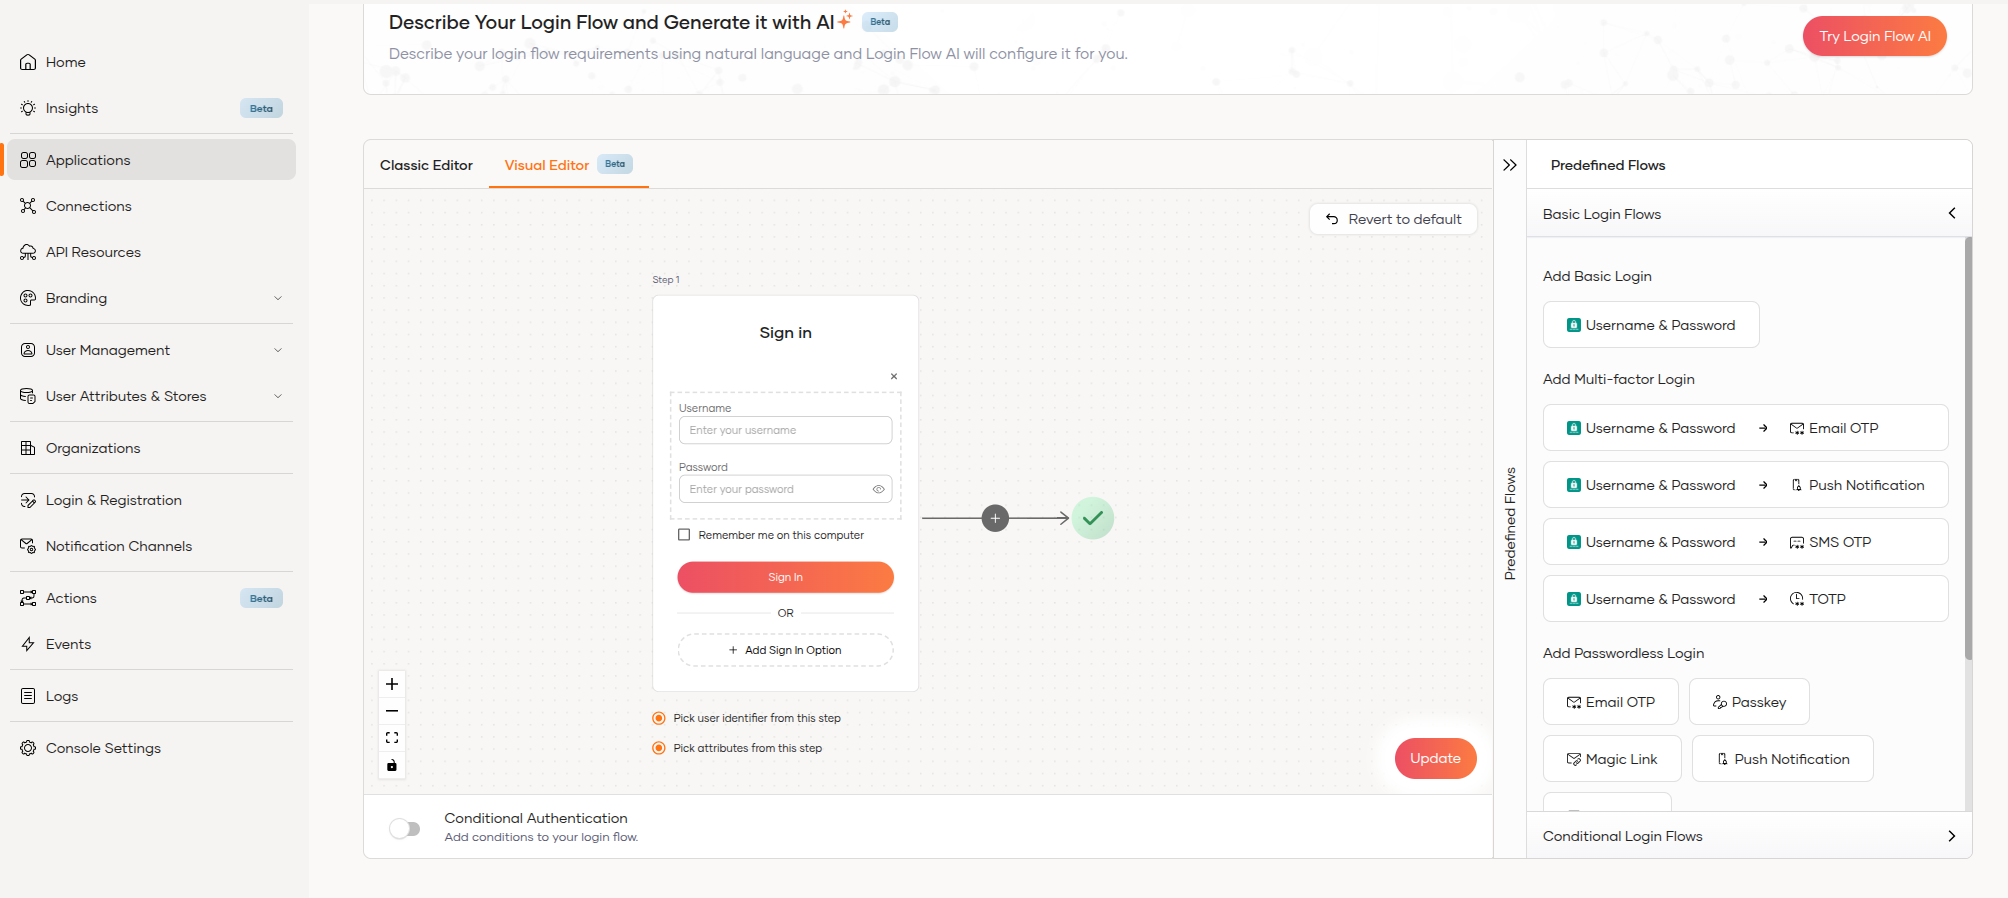 Home
Insights Beta
Applications
Connections
API Resources
Branding
User Management
User Attributes & Stores
Organizations
Login & Registration
Notification Channels
Actions Beta
Events
Logs
Console Settings
Describe Your Login Flow and Generate it with AI Beta
Describe your login flow requirements using natural language and Login Flow AI will configure it for you.
Try Login Flow AI
Classic Editor
Visual Editor Beta
Revert to default
Step 1
Sign in
Username
Enter your username
Password
Enter your password
Remember me on this computer
Sign In
OR
Add Sign In Option
Pick user identifier from this step
Pick attributes from this step
Update
Conditional Authentication
Add conditions to your login flow.
Predefined Flows
Predefined Flows
Basic Login Flows
Add Basic Login
Username & Password
Add Multi-factor Login
Username & Password → Email OTP
Username & Password → Push Notification
Username & Password → SMS OTP
Username & Password → TOTP
Add Passwordless Login
Email OTP
Passkey
Magic Link
Push Notification
Conditional Login Flows